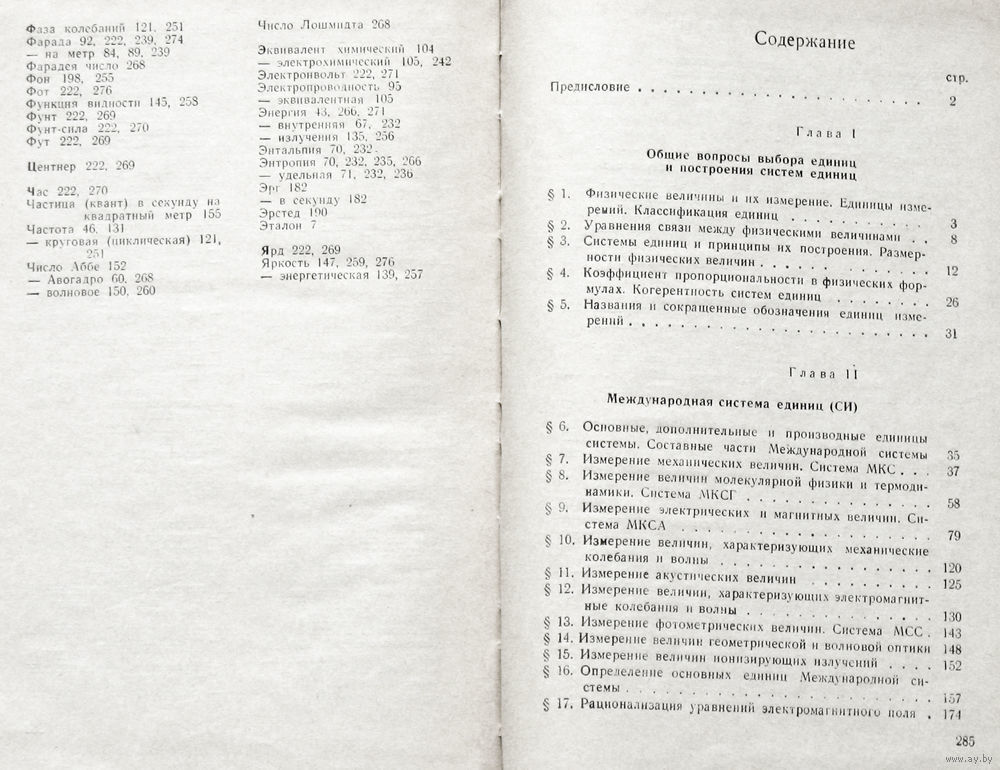 Фаза колебаний 121, 251
Фарада 92, 222, 239, 274
— на метр 84, 89, 239
Фарадея число 268
Фон 198, 255
Фот 222, 276
Функция видности 145, 258
Фунт 222, 269
Фунт-сила 222, 270
Фут 222, 269
Центнер 222, 269
Час 222, 270
Частица (квант) в секунду на
квадратный метр 155
Частота 46, 131
— круговая (циклическая) 121,
251
Число Аббе 152
— Авогадро 60, 268
— волновое 150, 260
Число Лошмидта 268
Эквивалент химический 104
— электрохимический 105, 242
Электронвольт 222, 271
Электропроводность 95
— эквивалентная 105
Энергия 43, 266, 271
— внутренняя 67, 232
— излучения 135, 256
Энтальпия 70, 232
Энтропия 70, 232, 235, 266
— удельная 71, 232, 236
Эрг 182
— в секунду 182
Эрстед 190
Эталон 7
Ярд 222, 269
Яркость 147, 259, 276
— энергетическая 139, 257
Содержание
стр.
Предисловие . . . . . . . . . . . . . . . . . . . . . 2
Глава I
Общие вопросы выбора единиц
и построения систем единиц
§ 1. Физические величины и их измерение. Единицы изме-
рений. Классификация единиц . . . . . . . . . . 3
§ 2. Уравнения связи между физическими величинами . . 8
§ 3. Системы единиц и принципы их построения. Размер-
ности физических величин . . . . . . . . . . . . 12
§ 4. Коэффициент пропорциональности в физических фор-
мулах. Когерентность систем единиц . . . . . . . . 26
§ 5. Названия и сокращенные обозначения единиц изме-
рений . . . . . . . . . . . . . . . . . . . . . . 31
Глава II
Международная система единиц (СИ)
§ 6. Основные, дополнительные и производные единицы
системы. Составные части Международной системы 35
§ 7. Измерение механических величин. Система МКС . . . 37
§ 8. Измерение величин молекулярной физики и термоди-
намики. Система МКСГ . . . . . . . . . . . . . 58
§ 9. Измерение электрических и магнитных величин. Си-
стема МКСА . . . . . . . . . . . . . . . . . . 79
§ 10. Измерение величин, характеризующих механические
колебания и волны . . . . . . . . . . . . . . . 120
§ 11. Измерение акустических величин . . . . . . . . . 125
§ 12. Измерение величин, характеризующих электромагнит-
ные колебания и волны . . . . . . . . . . . . . 130
§ 13. Измерение фотометрических величин. Система МСС . 143
§ 14. Измерение величин геометрической и волновой оптики 148
§ 15. Измерение величин ионизирующих излучений . . . . 152
§ 16. Определение основных единиц Международной си-
стемы . . . . . . . . . . . . . . . . . . . . . . 157
§ 17. Рационализация уравнений электромагнитного поля . 174
285
www.ay.by